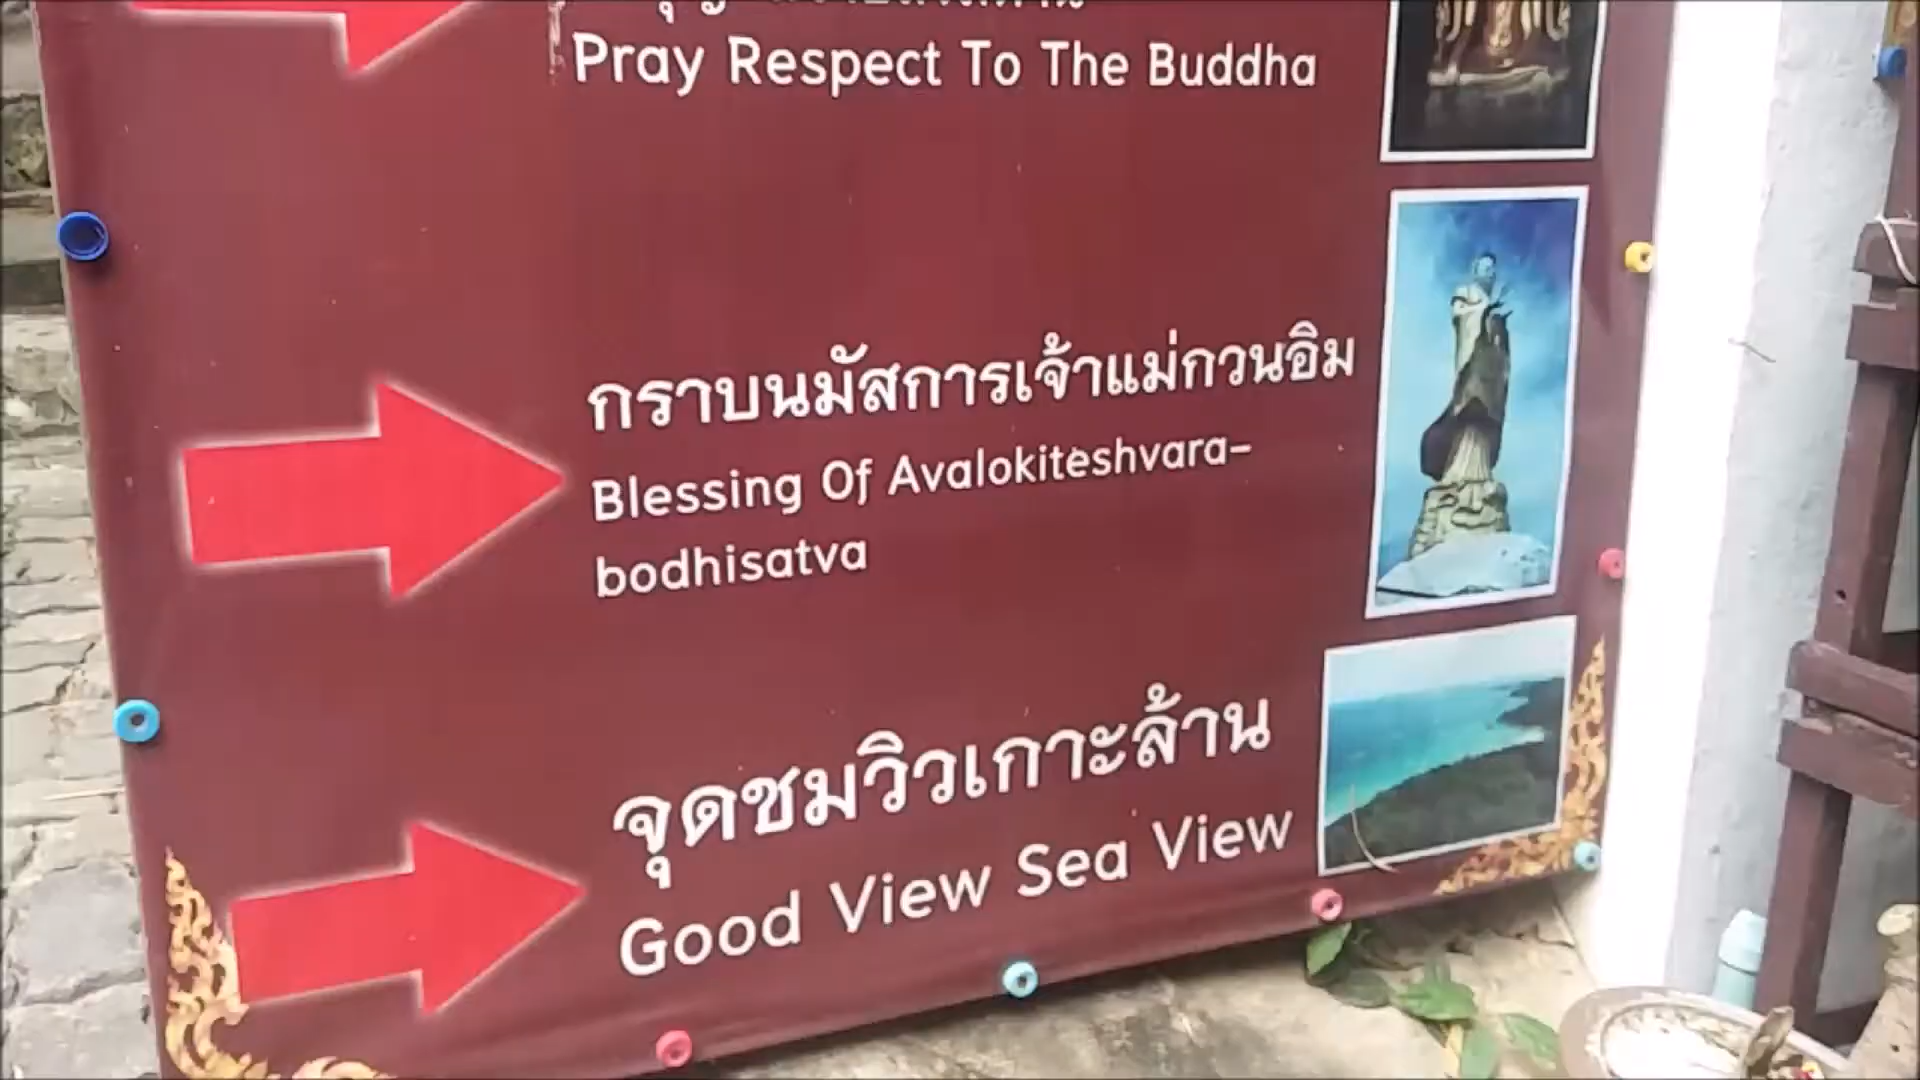 Pray Respect To The Buddha
กราบนมัสการเจ้าแม่กวนอิม
Blessing Of Avalokiteshvara-
bodhisatva
จุดชมวิวเกาะล้าน
Good View Sea View